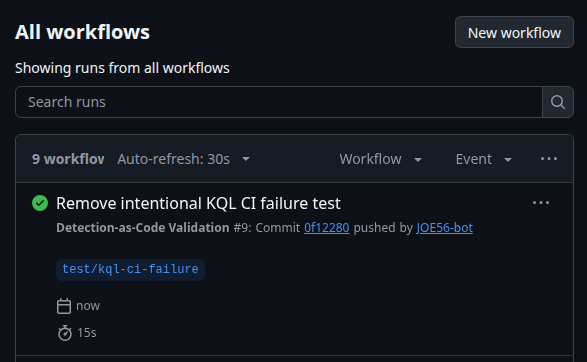 All workflows
New workflow
Showing runs from all workflows
Search runs
9 workflow Auto-refresh: 30s Workflow Event
Remove intentional KQL CI failure test
Detection-as-Code Validation #9: Commit 0f12280 pushed by JOE56-bot
test/kql-ci-failure
now
15s